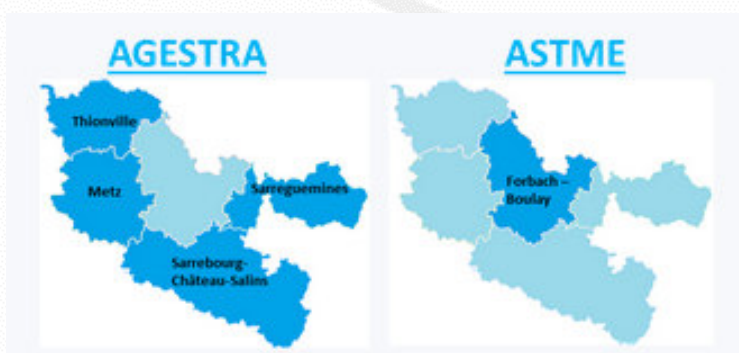 AGESTRA
Thionville
Metz
Sarreguemines
Sarrebourg-
Château-Salins
ASTME
Forbach –
Boulay